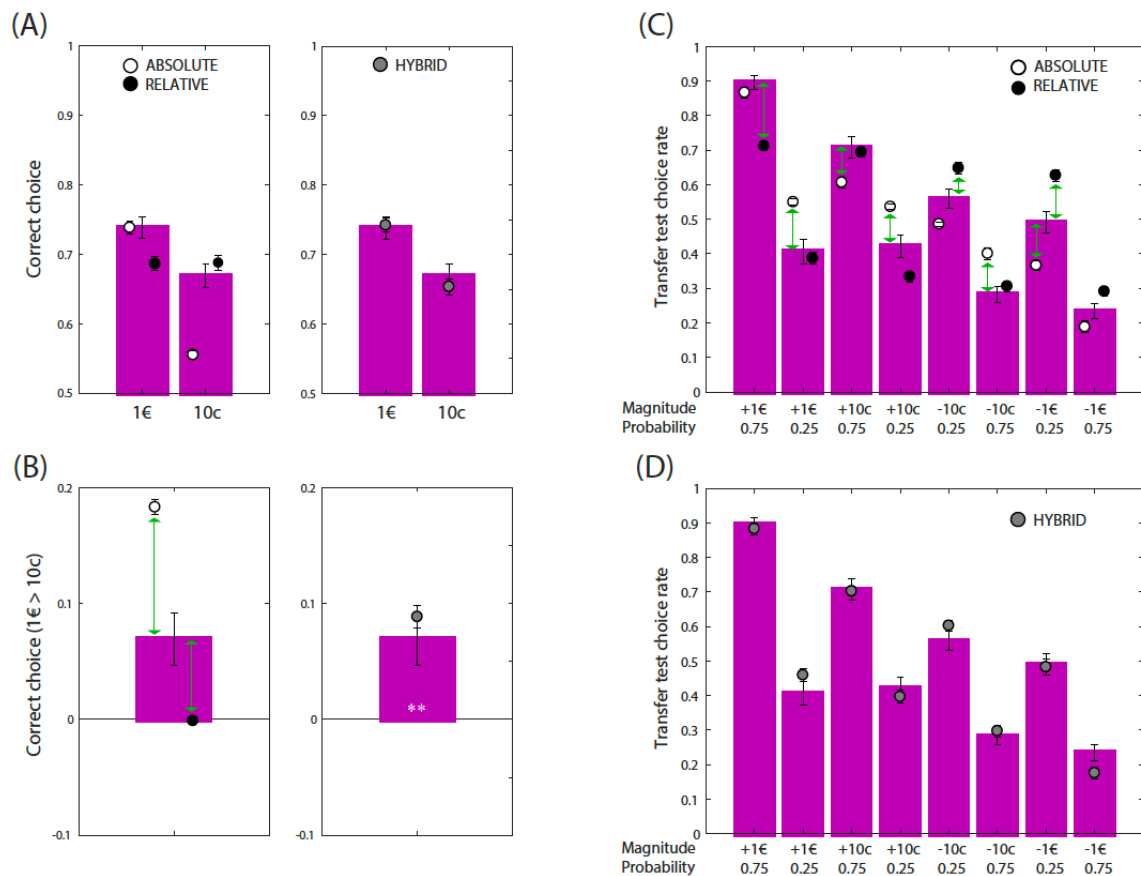 (A)
1
0.9
0.8
0.7
0.6
0.5
Correct choice
ABSOLUTE
RELATIVE
1€ 10c
1
0.9
0.8
0.7
0.6
0.5
HYBRID
1€ 10c
(B)
0.2
0.1
0
-0.1
Correct choice (1€ > 10c)
0.2
0.1
0
-0.1
**
(C)
1
0.9
0.8
0.7
0.6
0.5
0.4
0.3
0.2
0.1
0
Transfer test choice rate
ABSOLUTE
RELATIVE
Magnitude +1€ +1€ +10c +10c -10c -10c -1€ -1€
Probability 0.75 0.25 0.75 0.25 0.25 0.75 0.25 0.75
(D)
1
0.9
0.8
0.7
0.6
0.5
0.4
0.3
0.2
0.1
0
Transfer test choice rate
HYBRID
Magnitude +1€ +1€ +10c +10c -10c -10c -1€ -1€
Probability 0.75 0.25 0.75 0.25 0.25 0.75 0.25 0.75